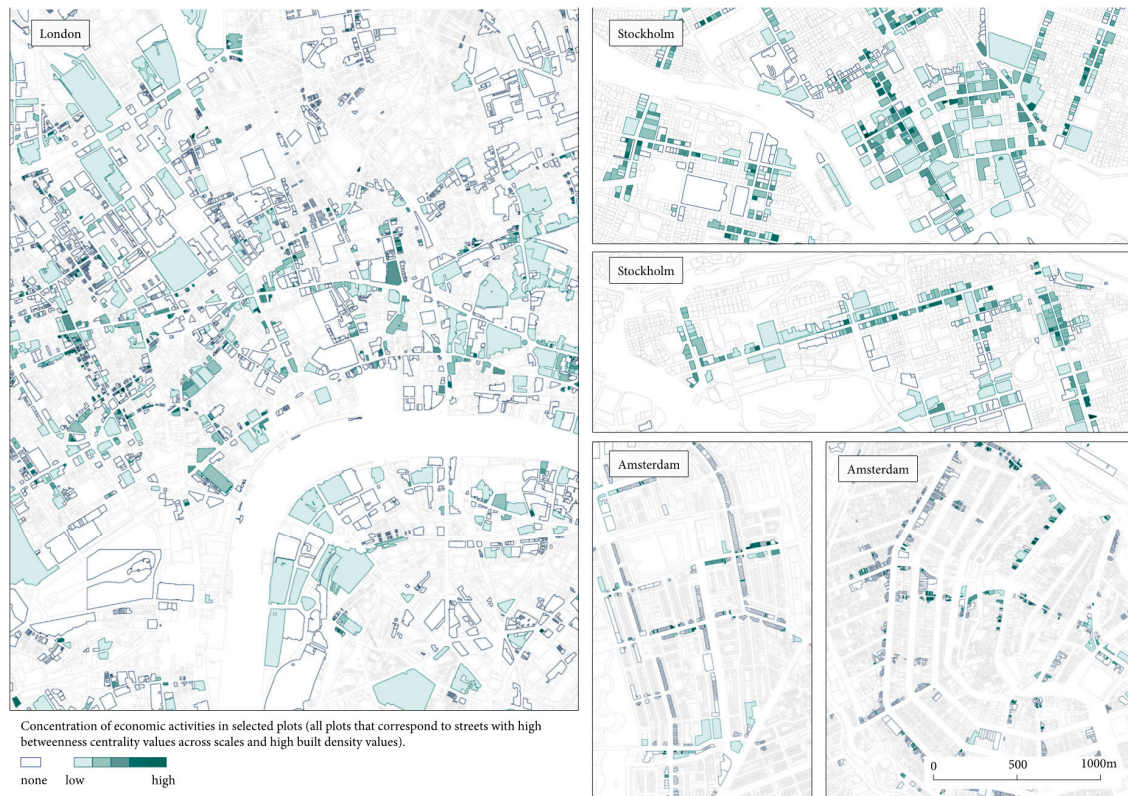 London
Stockholm
Stockholm
Amsterdam
Amsterdam
Concentration of economic activities in selected plots (all plots that correspond to streets with high
betweenness centrality values across scales and high built density values).
none low high
0 500 1000m